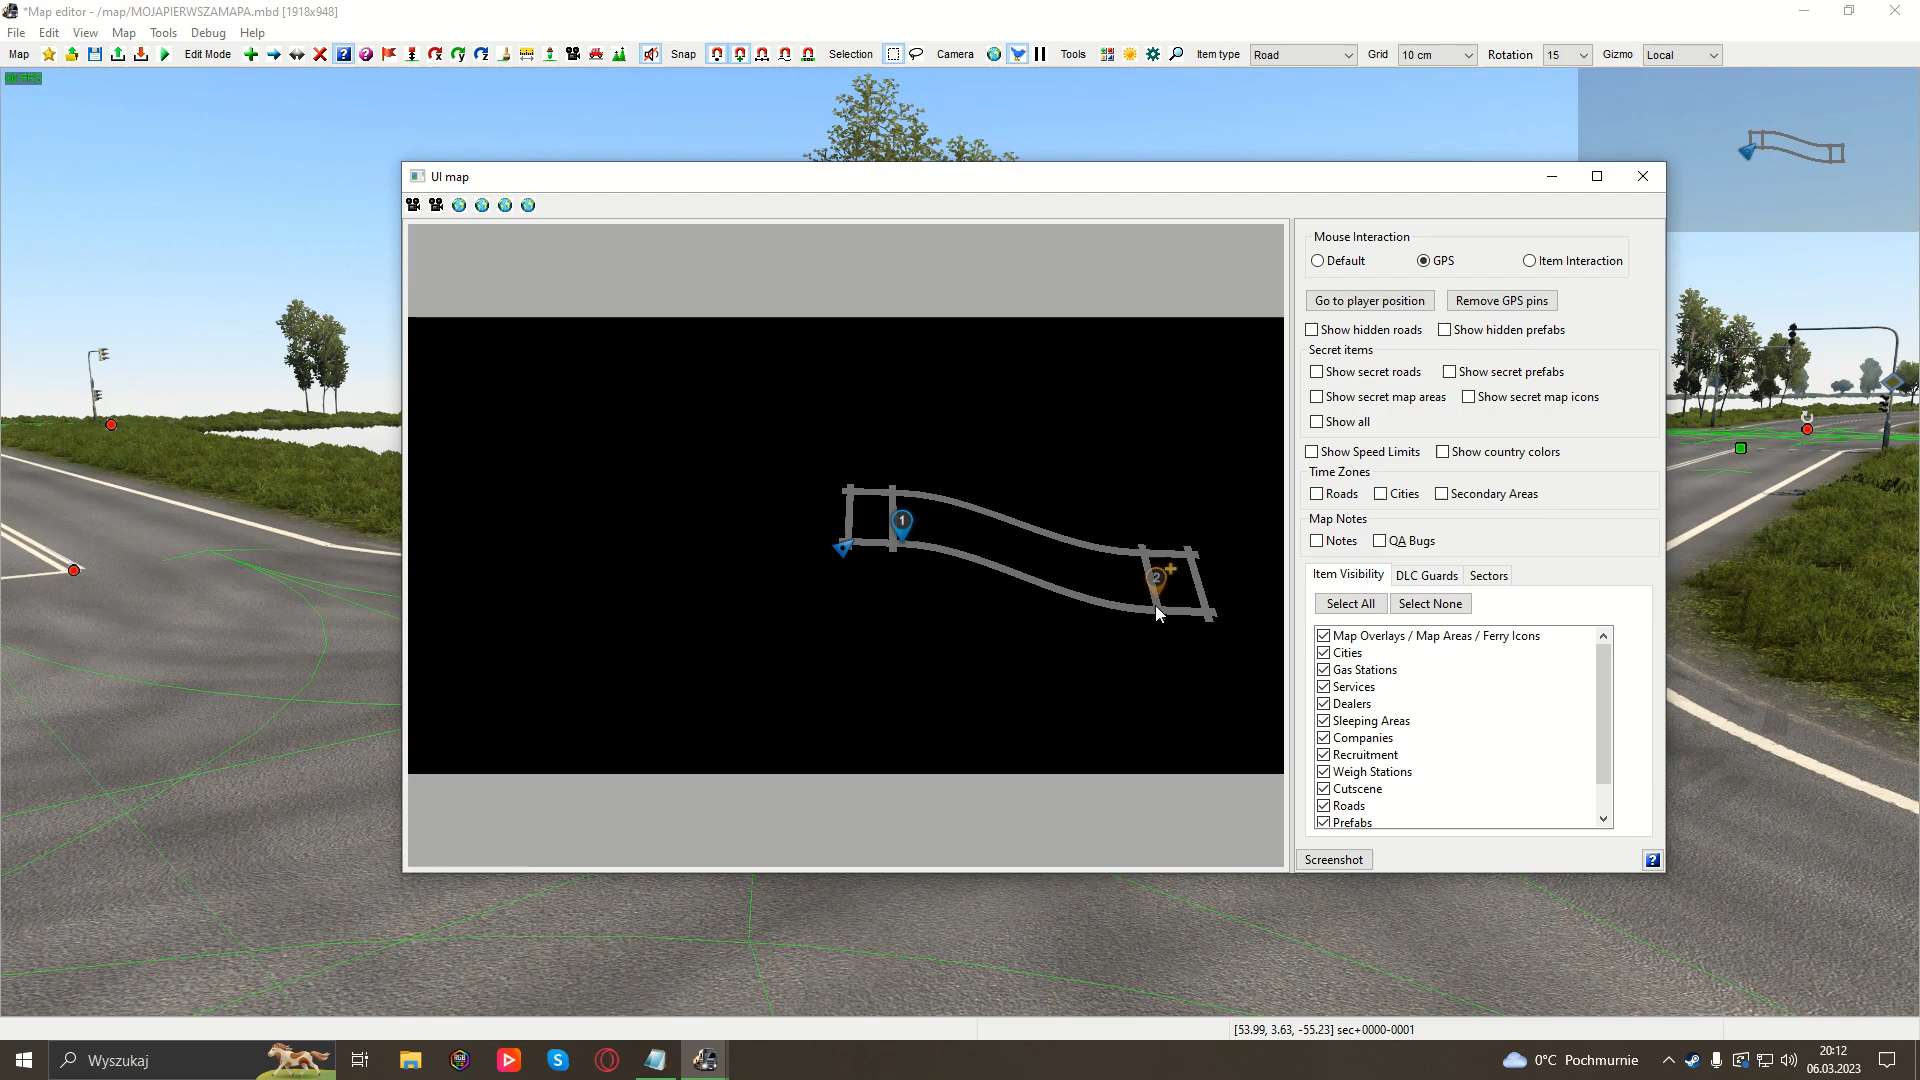 *Map editor - /map/MOJAPIERWSZAMAPA.mbd [1918x948]
File Edit View Map Tools Debug Help
Map Edit Mode Snap Selection Camera Tools Item type Road Grid 10 cm Rotation 15 Gizmo Local
UI map
Mouse Interaction
Default GPS Item Interaction
Go to player position Remove GPS pins
Show hidden roads Show hidden prefabs
Secret items
Show secret roads Show secret prefabs
Show secret map areas Show secret map icons
Show all
Show Speed Limits Show country colors
Time Zones
Roads Cities Secondary Areas
Map Notes
Notes QA Bugs
1
2
Item Visibility DLC Guards Sectors
Select All Select None
Map Overlays / Map Areas / Ferry Icons
Cities
Gas Stations
Services
Dealers
Sleeping Areas
Companies
Recruitment
Weigh Stations
Cutscene
Roads
Prefabs
Screenshot
[53.99, 3.63, -55.23] sec+0000-0001
Wyszukaj
0°C Pochmurnie
20:12
06.03.2023